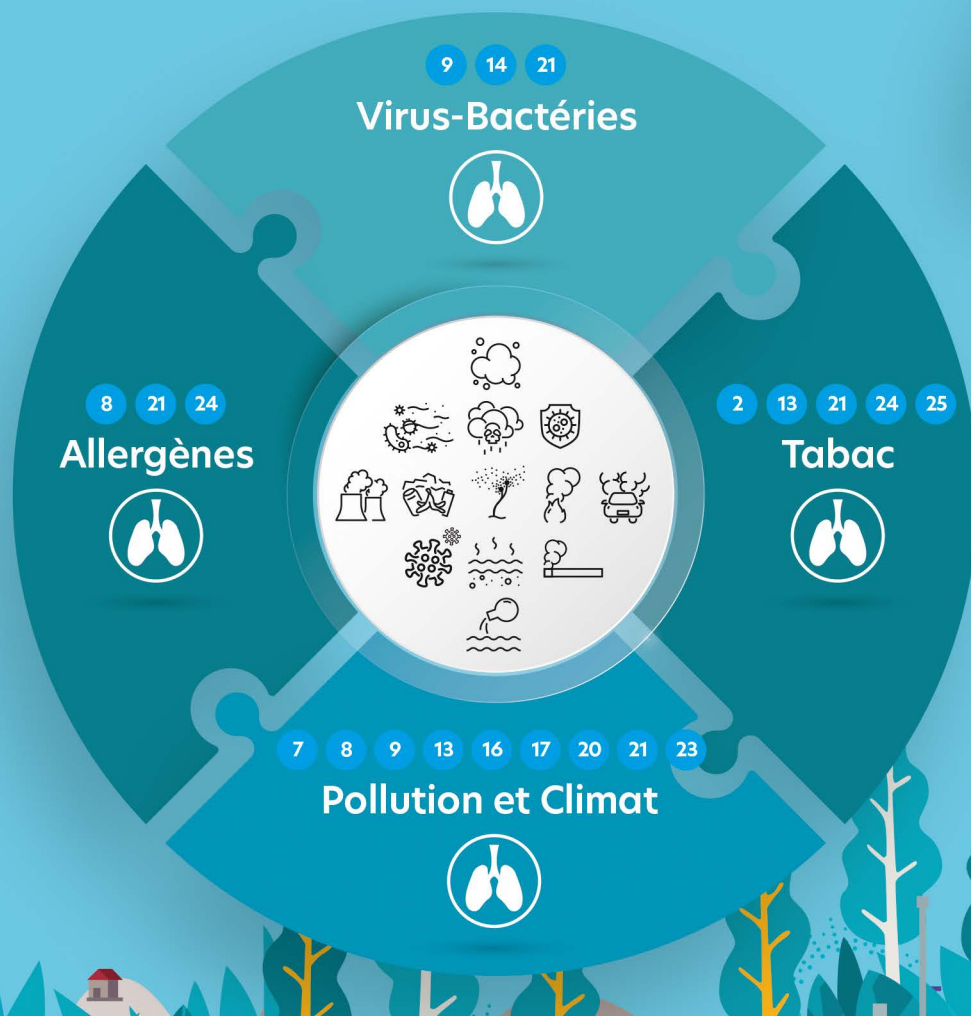 9 14 21
Virus-Bactéries
8 21 24
Allergènes
2 13 21 24 25
Tabac
7 8 9 13 16 17 20 21 23
Pollution et Climat